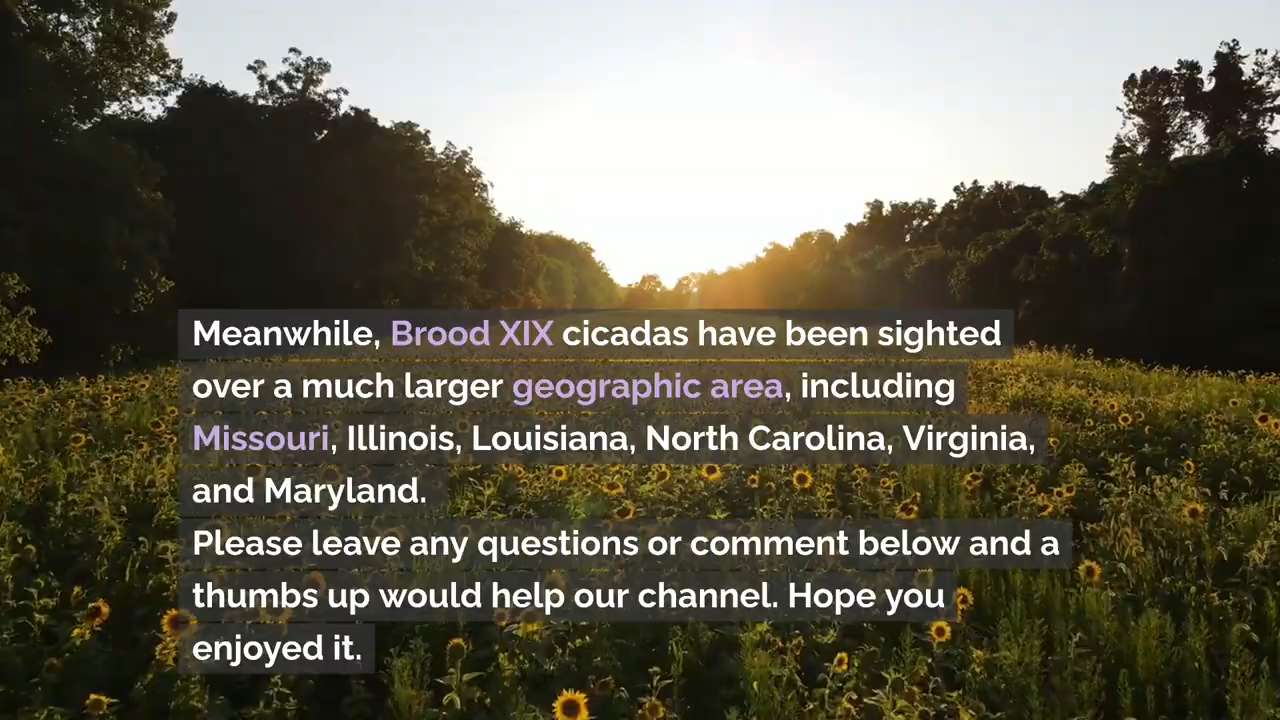 Meanwhile, Brood XIX cicadas have been sighted
over a much larger geographic area, including
Missouri, Illinois, Louisiana, North Carolina, Virginia,
and Maryland.
Please leave any questions or comment below and a
thumbs up would help our channel. Hope you
enjoyed it.